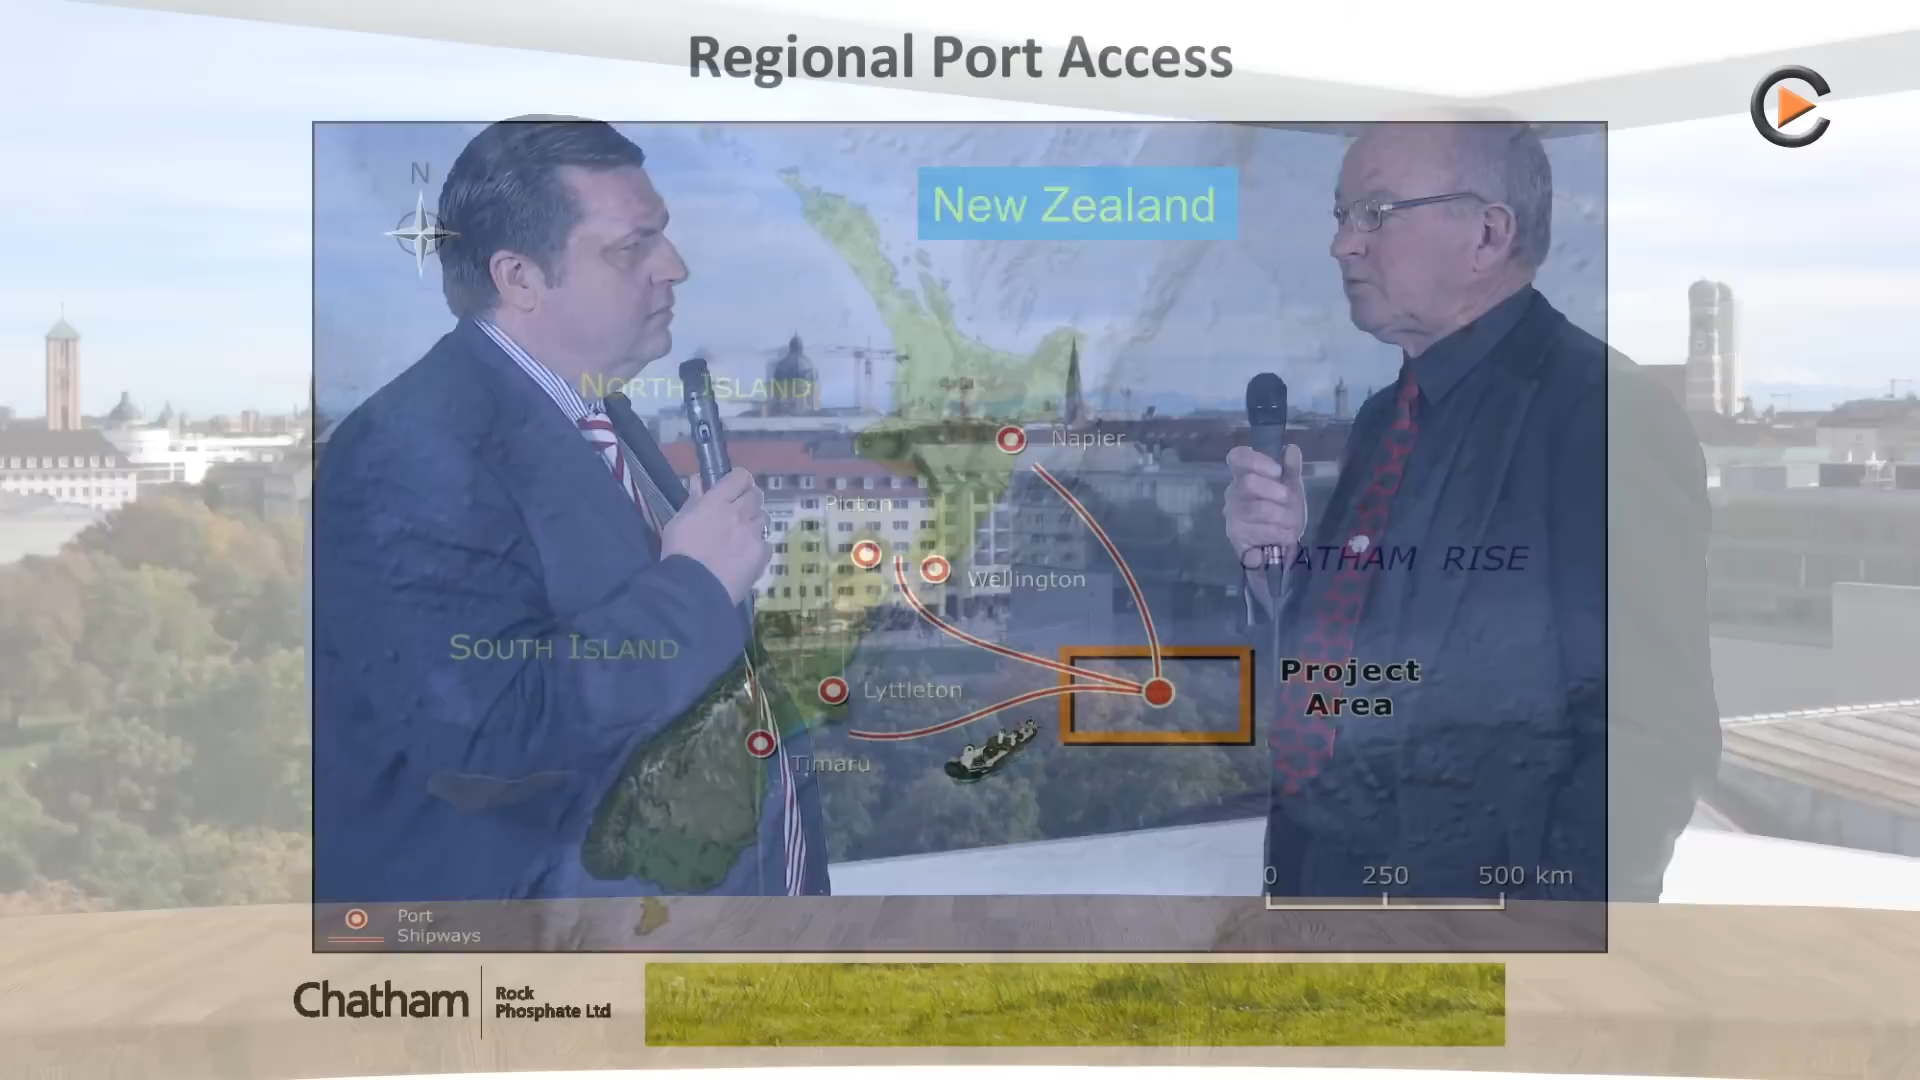 Regional Port Access
N
New Zealand
NORTH ISLAND
Napier
Picton
Wellington
CHATHAM RISE
SOUTH ISLAND
Project
Area
Lyttleton
Timaru
0 250 500 km
Port
Shipways
Chatham
Rock
Phosphate Ltd